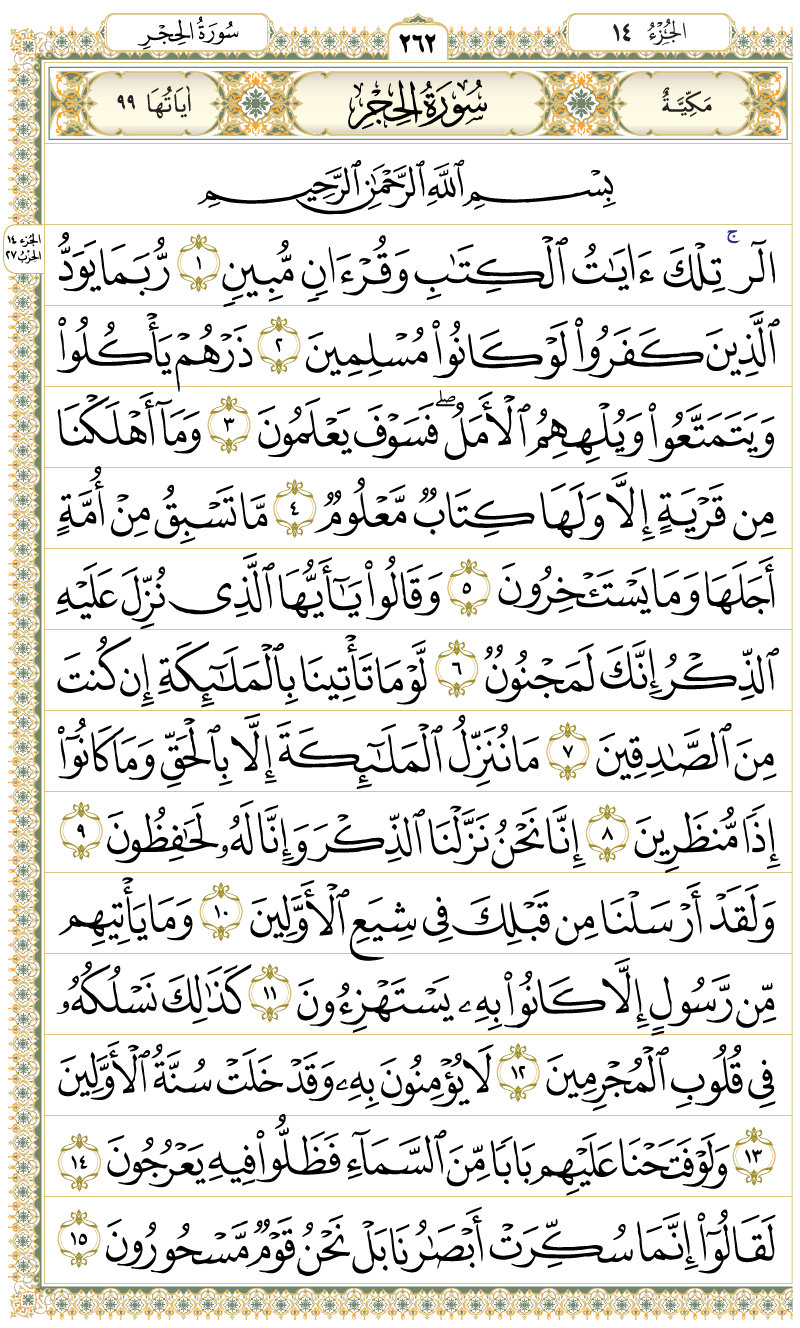 سُورَةُ الحِجْرِ ٢٦٢ الجُزْءُ ١٤
مَكِّيَّةٌ سُورَةُ الحِجْرِ اٰيَاتُهَا ٩٩
بِسْمِ ٱللَّهِ ٱلرَّحْمَٰنِ ٱلرَّحِيمِ
الجزء ١٤
الحزب ٢٧
الٓرۚ تِلْكَ ءَايَاتُ ٱلْكِتَٰبِ وَقُرْءَانٍ مُّبِينٍ ١ رُّبَمَا يَوَدُّ
ٱلَّذِينَ كَفَرُوا۟ لَوْ كَانُوا۟ مُسْلِمِينَ ٢ ذَرْهُمْ يَأْكُلُوا۟
وَيَتَمَتَّعُوا۟ وَيُلْهِهِمُ ٱلْأَمَلُۖ فَسَوْفَ يَعْلَمُونَ ٣ وَمَآ أَهْلَكْنَا
مِن قَرْيَةٍ إِلَّا وَلَهَا كِتَابٌ مَّعْلُومٌ ٤ مَّا تَسْبِقُ مِنْ أُمَّةٍ
أَجَلَهَا وَمَا يَسْتَـْٔخِرُونَ ٥ وَقَالُوا۟ يَٰٓأَيُّهَا ٱلَّذِى نُزِّلَ عَلَيْهِ
ٱلذِّكْرُ إِنَّكَ لَمَجْنُونٌ ٦ لَّوْ مَا تَأْتِينَا بِٱلْمَلَٰٓئِكَةِ إِن كُنتَ
مِنَ ٱلصَّٰدِقِينَ ٧ مَا نُنَزِّلُ ٱلْمَلَٰٓئِكَةَ إِلَّا بِٱلْحَقِّ وَمَا كَانُوٓا۟
إِذًا مُّنظَرِينَ ٨ إِنَّا نَحْنُ نَزَّلْنَا ٱلذِّكْرَ وَإِنَّا لَهُۥ لَحَٰفِظُونَ ٩
وَلَقَدْ أَرْسَلْنَا مِن قَبْلِكَ فِى شِيَعِ ٱلْأَوَّلِينَ ١٠ وَمَا يَأْتِيهِم
مِّن رَّسُولٍ إِلَّا كَانُوا۟ بِهِۦ يَسْتَهْزِءُونَ ١١ كَذَٰلِكَ نَسْلُكُهُۥ
فِى قُلُوبِ ٱلْمُجْرِمِينَ ١٢ لَا يُؤْمِنُونَ بِهِۦ وَقَدْ خَلَتْ سُنَّةُ ٱلْأَوَّلِينَ
١٣ وَلَوْ فَتَحْنَا عَلَيْهِم بَابًا مِّنَ ٱلسَّمَآءِ فَظَلُّوا۟ فِيهِ يَعْرُجُونَ ١٤
لَقَالُوٓا۟ إِنَّمَا سُكِّرَتْ أَبْصَٰرُنَا بَلْ نَحْنُ قَوْمٌ مَّسْحُورُونَ ١٥